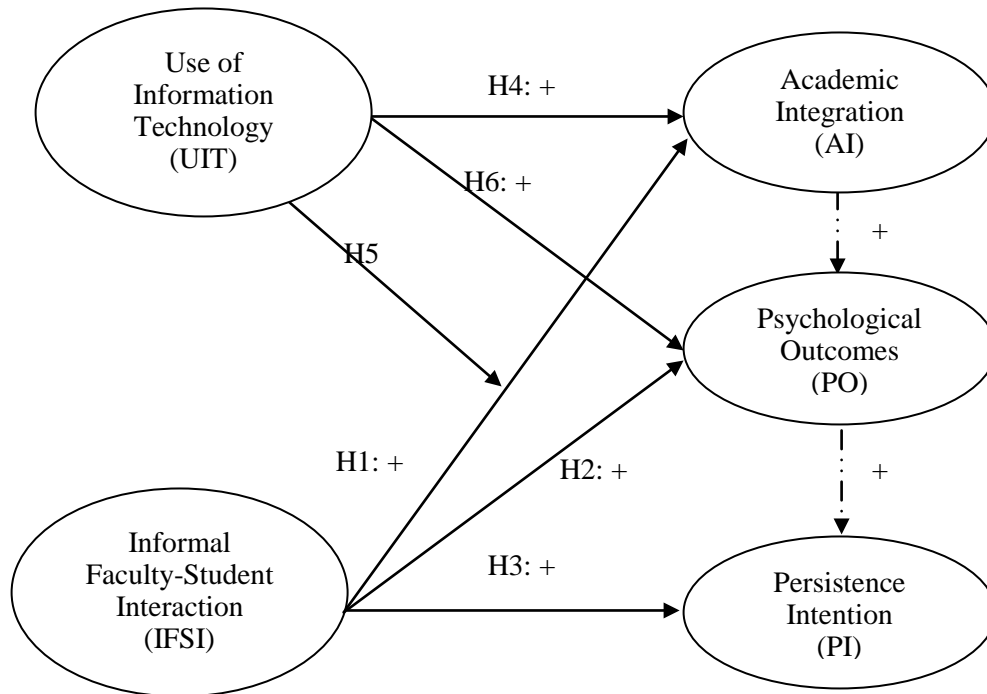 Use of
Information
Technology
(UIT)
H4: +
Academic
Integration
(AI)
H6: +
+
H5
Psychological
Outcomes
(PO)
H1: +
H2: +
+
Informal
Faculty-Student
Interaction
(IFSI)
H3: +
Persistence
Intention
(PI)